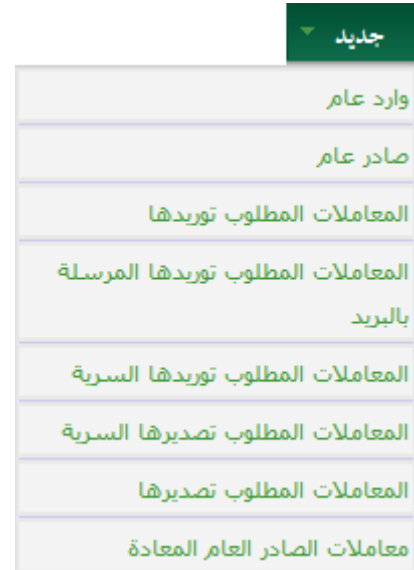 جديد
وارد عام
صادر عام
المعاملات المطلوب توريدها
المعاملات المطلوب توريدها المرسلة
بالبريد
المعاملات المطلوب توريدها السرية
المعاملات المطلوب تصديرها السرية
المعاملات المطلوب تصديرها
معاملات الصادر العام المعادة